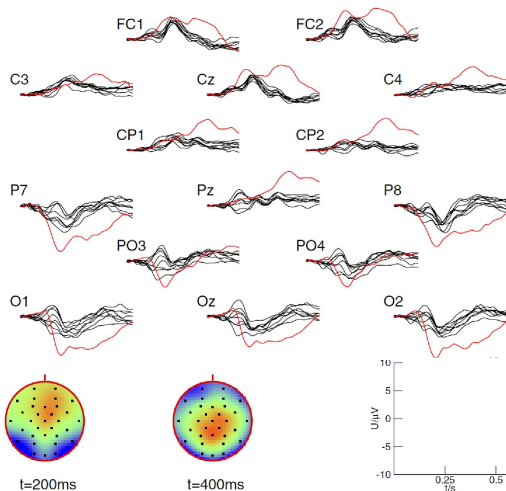 FC1 FC2
C3 Cz C4
CP1 CP2
P7 Pz P8
PO3 PO4
O1 Oz O2
10
5
0
-5
-10
U/µV
0.25 0.5
t/s
t=200ms t=400ms